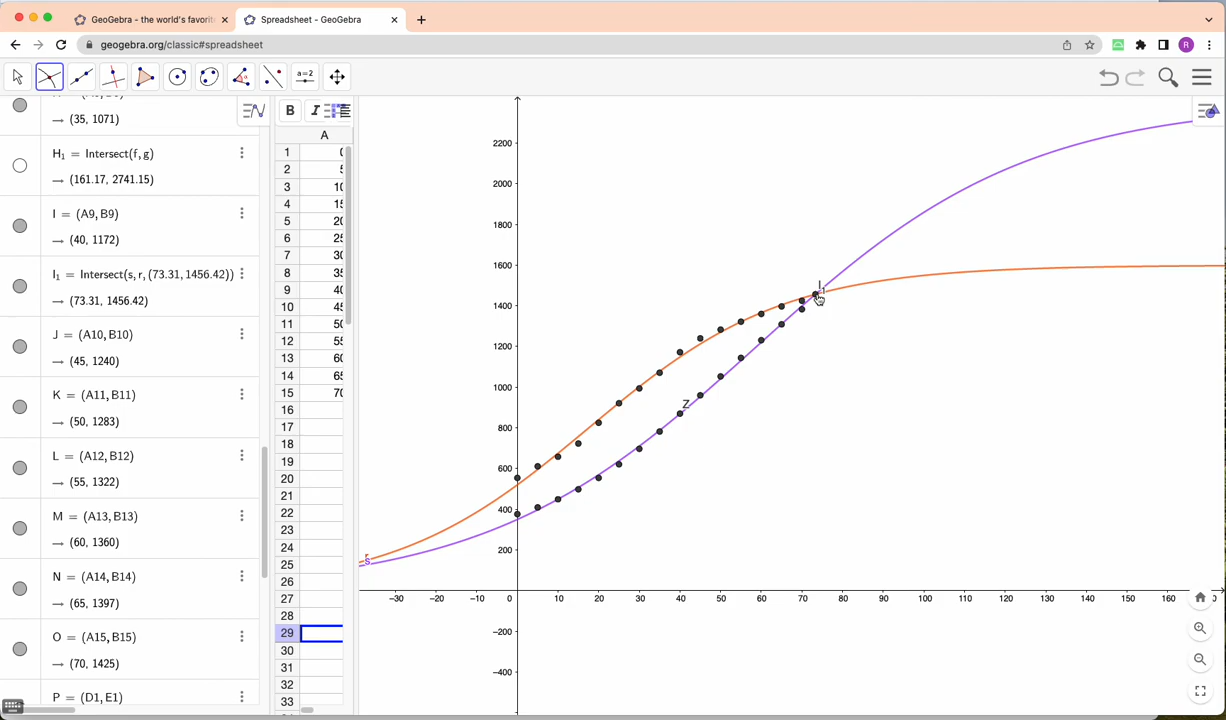 GeoGebra - the world's favorit ×
Spreadsheet - GeoGebra ×
+
geogebra.org/classic#spreadsheet
R
a=2
B I
A
→ (35, 1071)
H₁ = Intersect(f, g)
→ (161.17, 2741.15)
I = (A9, B9)
→ (40, 1172)
I₁ = Intersect(s, r, (73.31, 1456.42))
→ (73.31, 1456.42)
J = (A10, B10)
→ (45, 1240)
K = (A11, B11)
→ (50, 1283)
L = (A12, B12)
→ (55, 1322)
M = (A13, B13)
→ (60, 1360)
N = (A14, B14)
→ (65, 1397)
O = (A15, B15)
→ (70, 1425)
P = (D1, E1)
1
2
3
4
5
6
7
8
9
10
11
12
13
14
15
16
17
18
19
20
21
22
23
24
25
26
27
28
29
30
31
32
33
2200
2000
1800
1600
1400
1200
1000
800
600
400
200
−200
−400
−30 −20 −10 0 10 20 30 40 50 60 70 80 90 100 110 120 130 140 150 160
I₁
Z
r
s